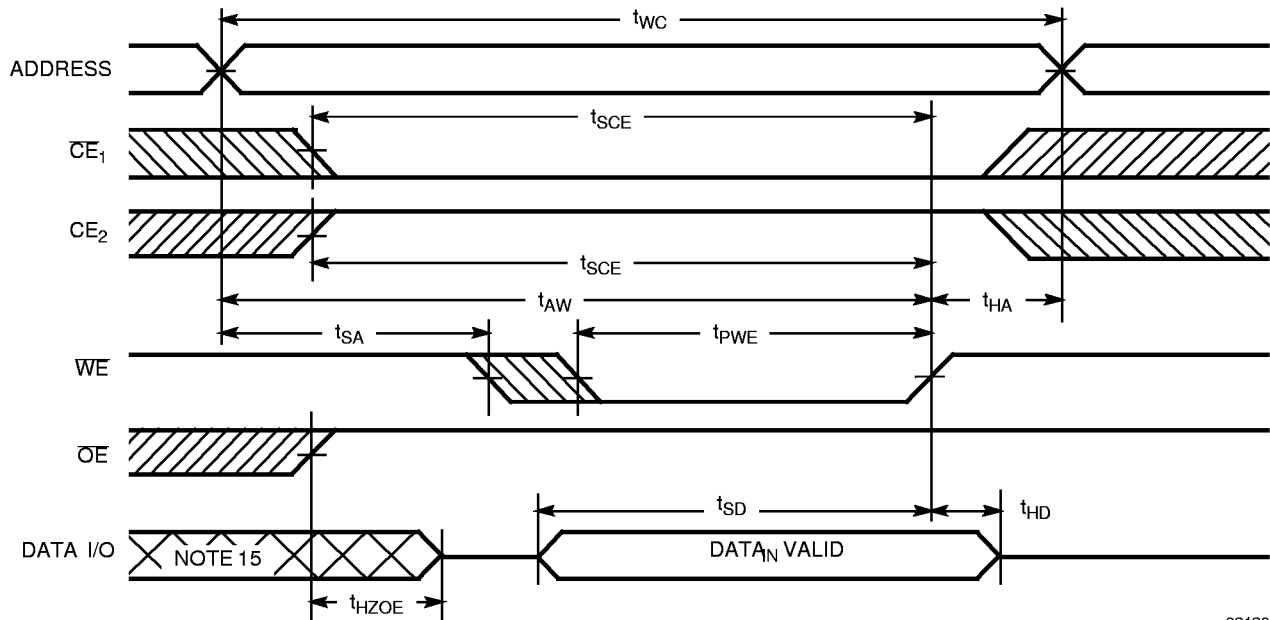 tWC
ADDRESS
tSCE
CE1
CE2
tSCE
tAW
tHA
tSA
tPWE
WE
OE
tSD
tHD
DATA I/O
NOTE 15
DATAIN VALID
tHZOE